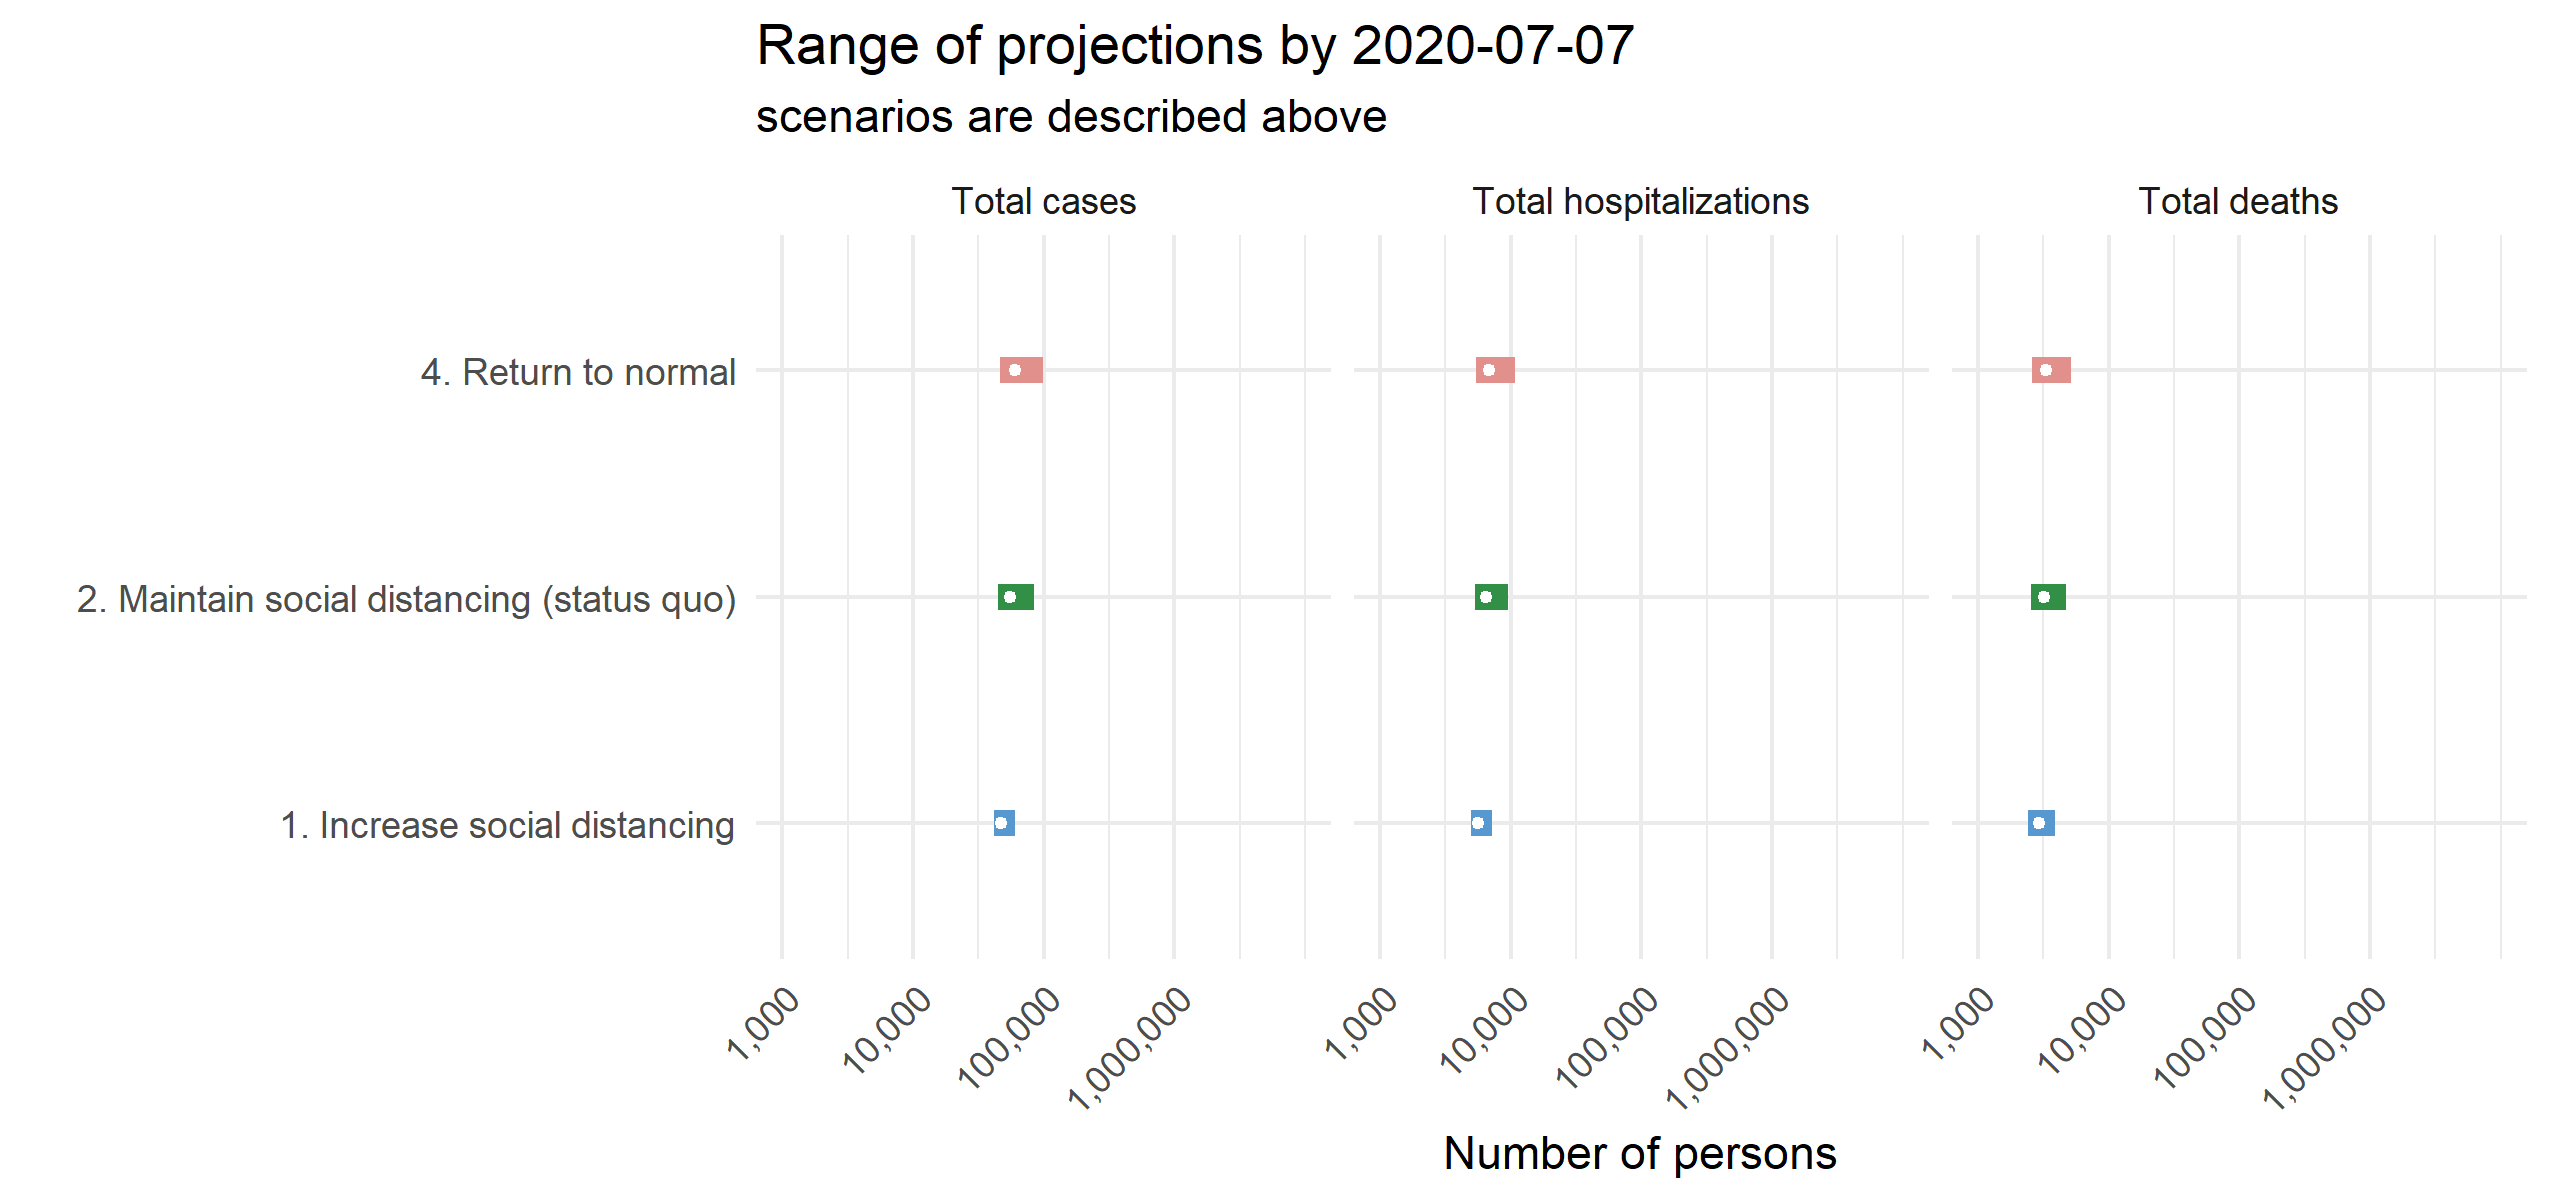 Range of projections by 2020-07-07
scenarios are described above
Total cases
Total hospitalizations
Total deaths
4. Return to normal
2. Maintain social distancing (status quo)
1. Increase social distancing
1,000
10,000
100,000
1,000,000
1,000
10,000
100,000
1,000,000
1,000
10,000
100,000
1,000,000
Number of persons